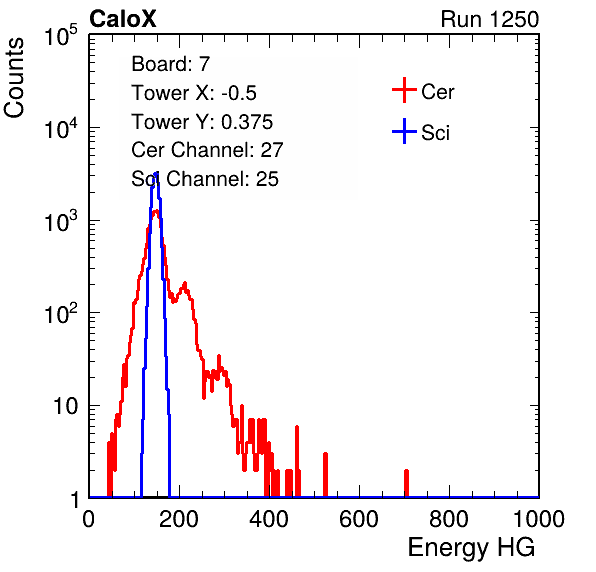 CaloX
Run 1250
Counts
Board: 7
Tower X: -0.5
Tower Y: 0.375
Cer Channel: 27
Sci Channel: 25
Cer
Sci
10^5
10^4
10^3
10^2
10
1
0
200
400
600
800
1000
Energy HG